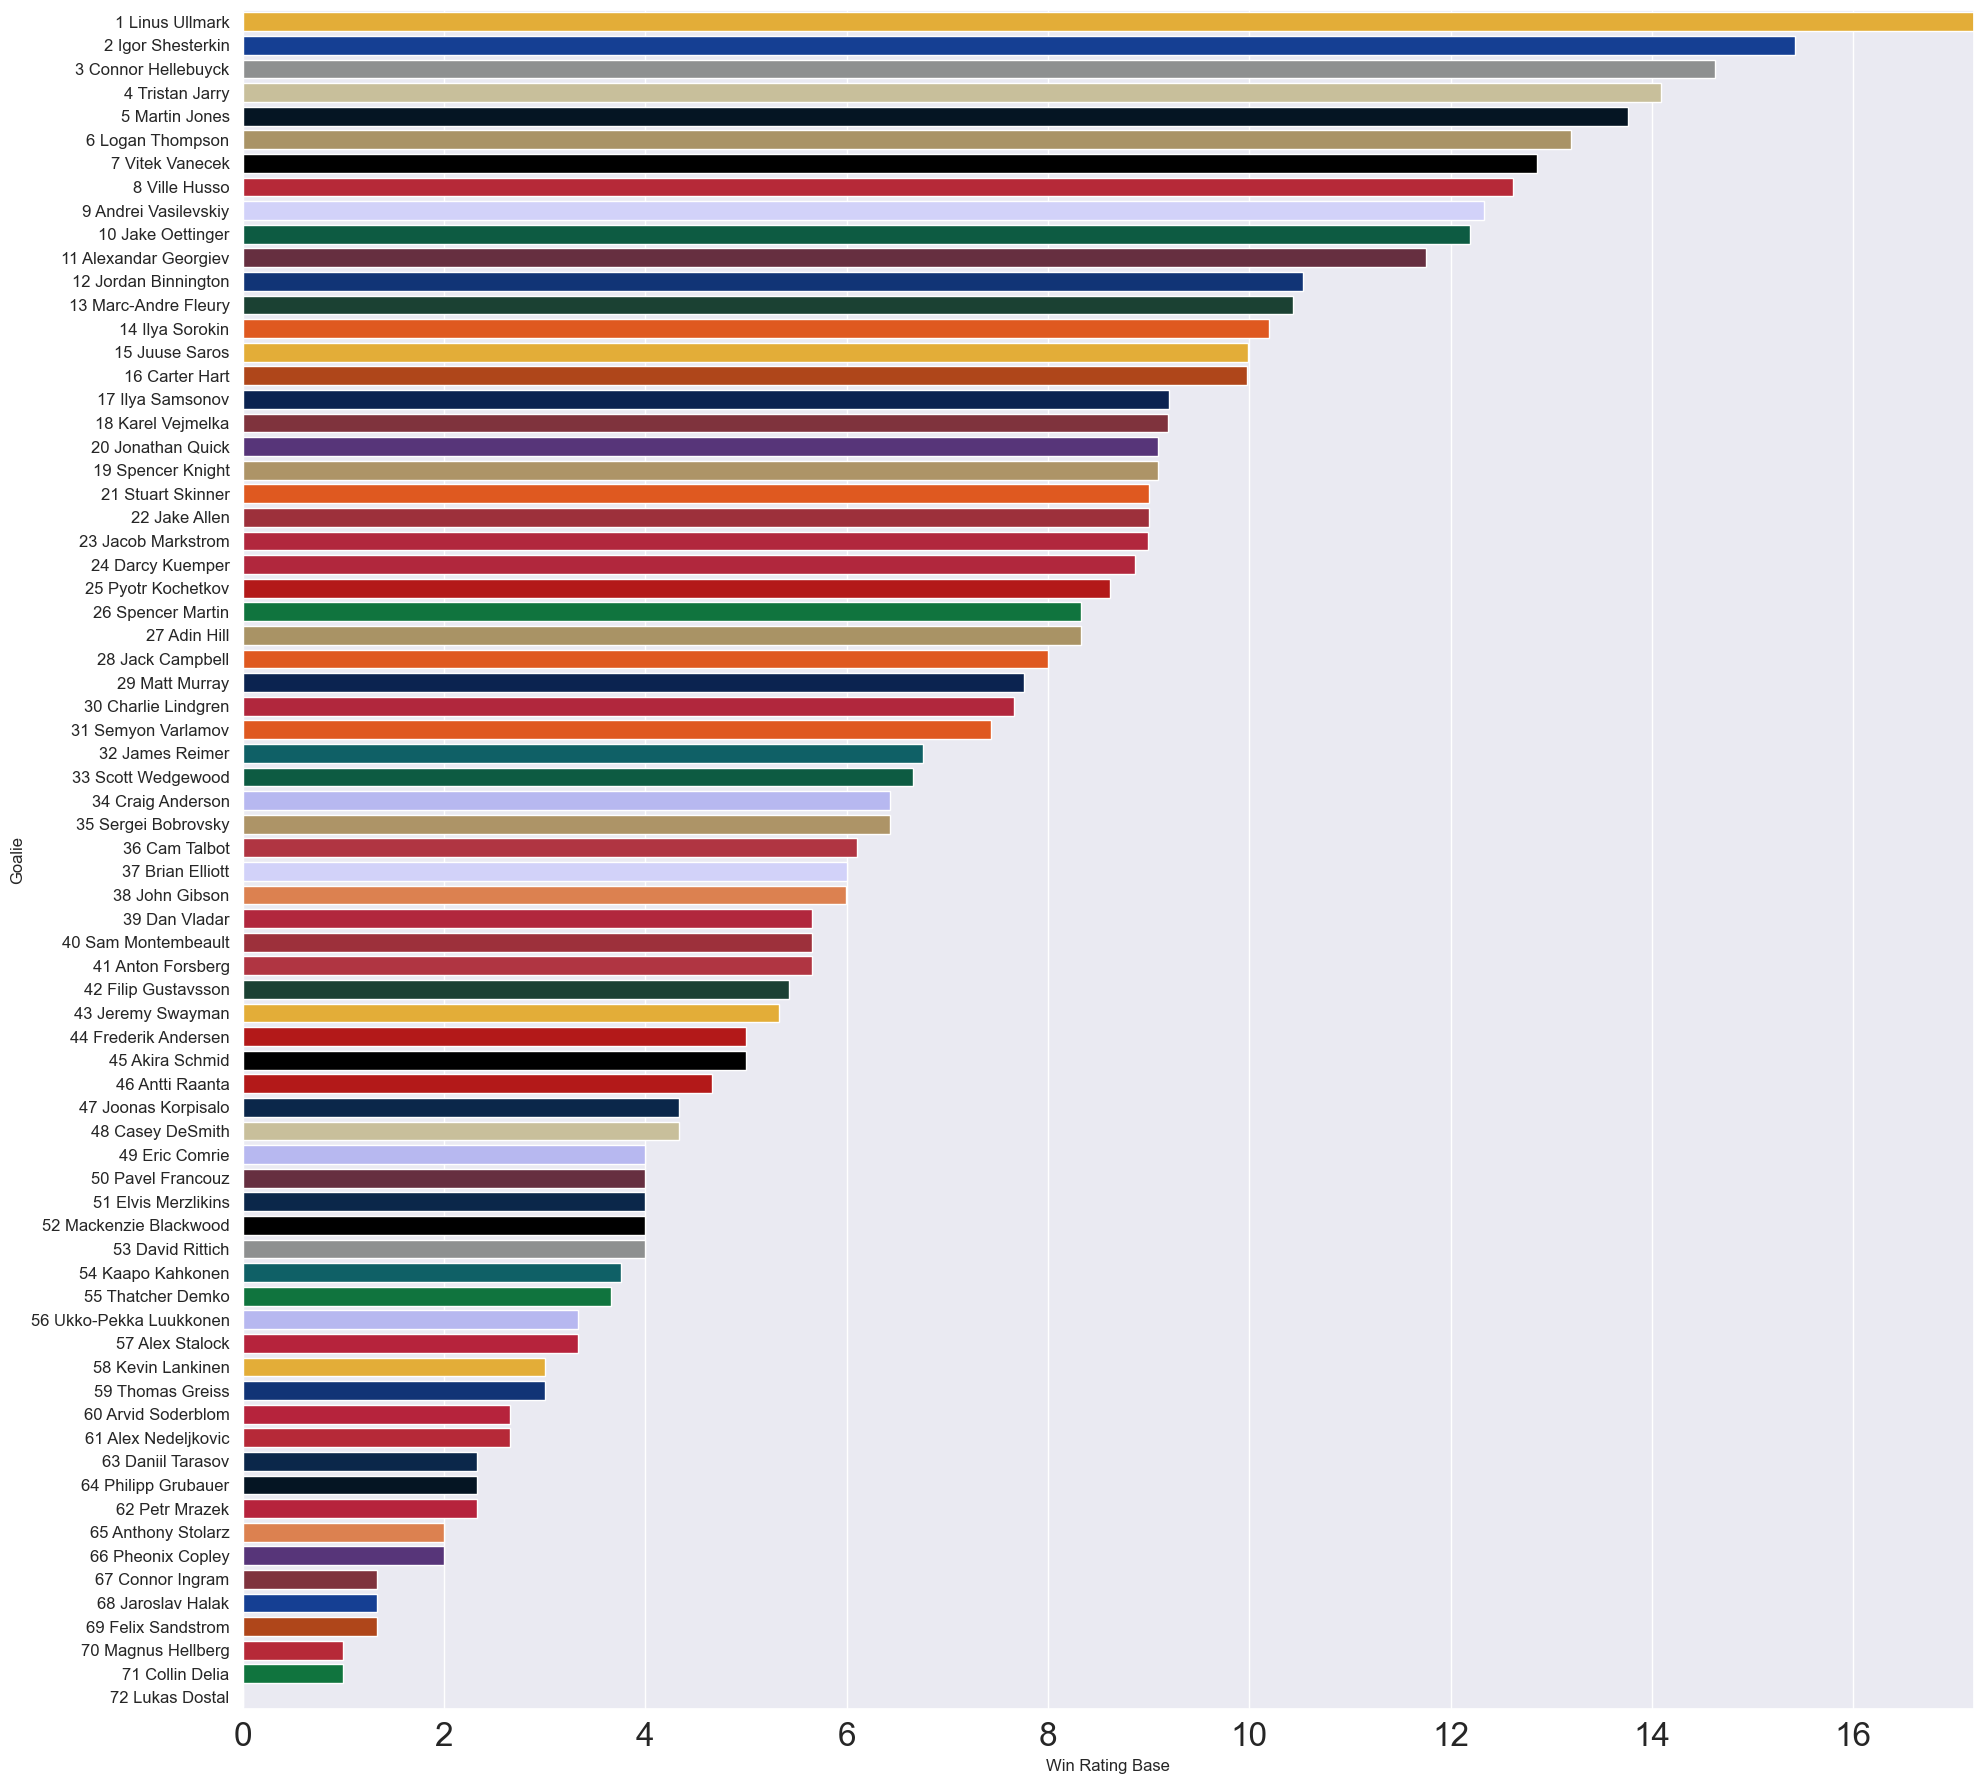 1 Linus Ullmark
2 Igor Shesterkin
3 Connor Hellebuyck
4 Tristan Jarry
5 Martin Jones
6 Logan Thompson
7 Vitek Vanecek
8 Ville Husso
9 Andrei Vasilevskiy
10 Jake Oettinger
11 Alexandar Georgiev
12 Jordan Binnington
13 Marc-Andre Fleury
14 Ilya Sorokin
15 Juuse Saros
16 Carter Hart
17 Ilya Samsonov
18 Karel Vejmelka
20 Jonathan Quick
19 Spencer Knight
21 Stuart Skinner
22 Jake Allen
23 Jacob Markstrom
24 Darcy Kuemper
25 Pyotr Kochetkov
26 Spencer Martin
27 Adin Hill
28 Jack Campbell
29 Matt Murray
30 Charlie Lindgren
31 Semyon Varlamov
32 James Reimer
33 Scott Wedgewood
34 Craig Anderson
35 Sergei Bobrovsky
36 Cam Talbot
37 Brian Elliott
38 John Gibson
39 Dan Vladar
40 Sam Montembeault
41 Anton Forsberg
42 Filip Gustavsson
43 Jeremy Swayman
44 Frederik Andersen
45 Akira Schmid
46 Antti Raanta
47 Joonas Korpisalo
48 Casey DeSmith
49 Eric Comrie
50 Pavel Francouz
51 Elvis Merzlikins
52 Mackenzie Blackwood
53 David Rittich
54 Kaapo Kahkonen
55 Thatcher Demko
56 Ukko-Pekka Luukkonen
57 Alex Stalock
58 Kevin Lankinen
59 Thomas Greiss
60 Arvid Soderblom
61 Alex Nedeljkovic
63 Daniil Tarasov
64 Philipp Grubauer
62 Petr Mrazek
65 Anthony Stolarz
66 Pheonix Copley
67 Connor Ingram
68 Jaroslav Halak
69 Felix Sandstrom
70 Magnus Hellberg
71 Collin Delia
72 Lukas Dostal
Goalie
0 2 4 6 8 10 12 14 16
Win Rating Base